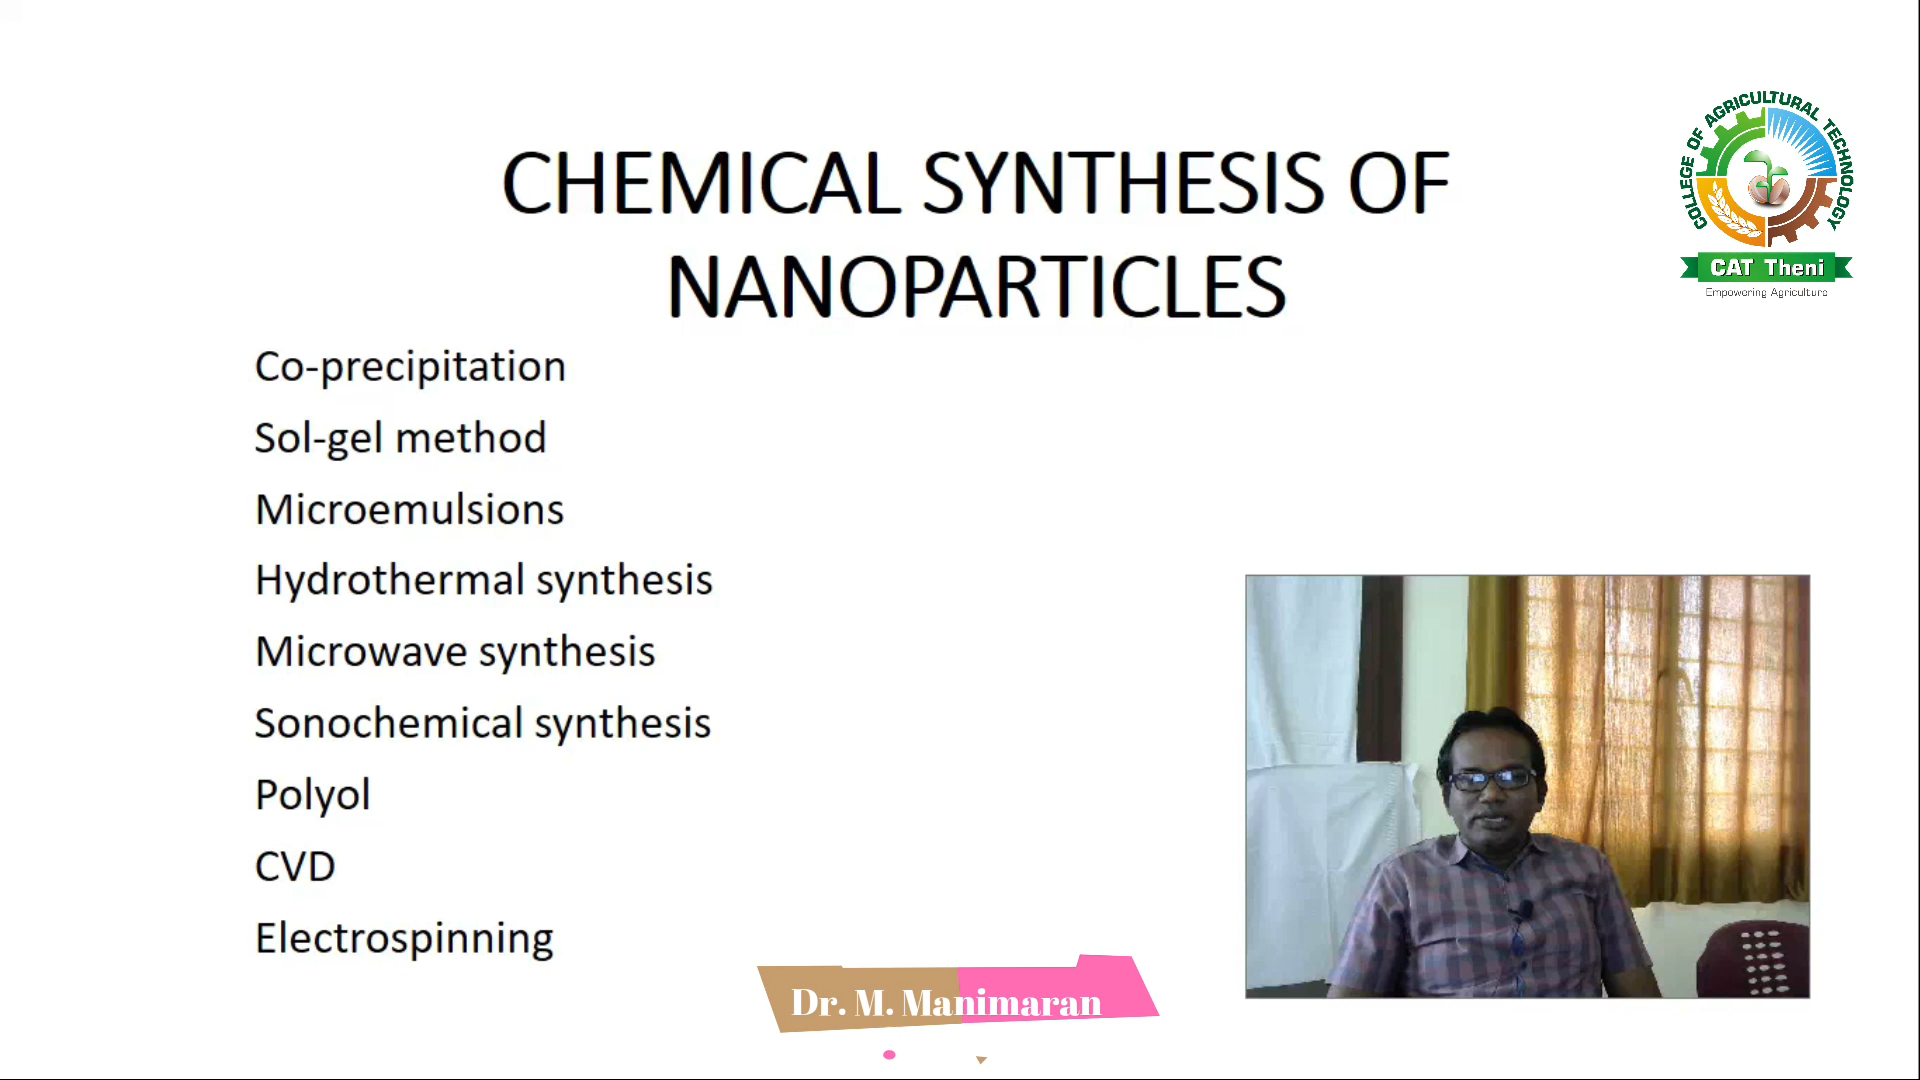 CHEMICAL SYNTHESIS OF
NANOPARTICLES
COLLEGE OF AGRICULTURAL TECHNOLOGY
CAT Theni
Empowering Agriculture
Co-precipitation
Sol-gel method
Microemulsions
Hydrothermal synthesis
Microwave synthesis
Sonochemical synthesis
Polyol
CVD
Electrospinning
Dr. M. Manimaran